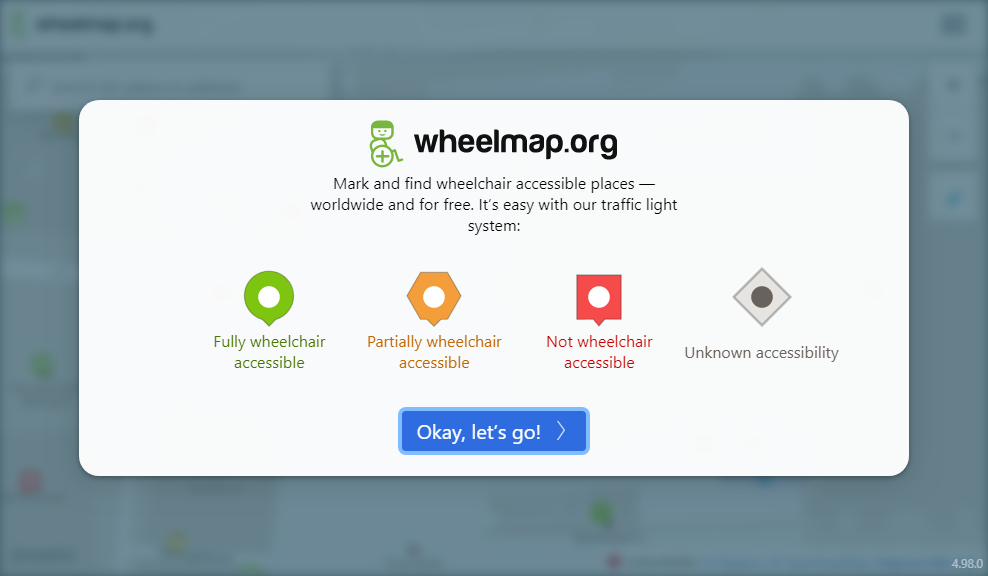 wheelmap.org
wheelmap.org
Mark and find wheelchair accessible places —
worldwide and for free. It’s easy with our traffic light
system:
Fully wheelchair
accessible
Partially wheelchair
accessible
Not wheelchair
accessible
Unknown accessibility
Okay, let’s go!
4.98.0